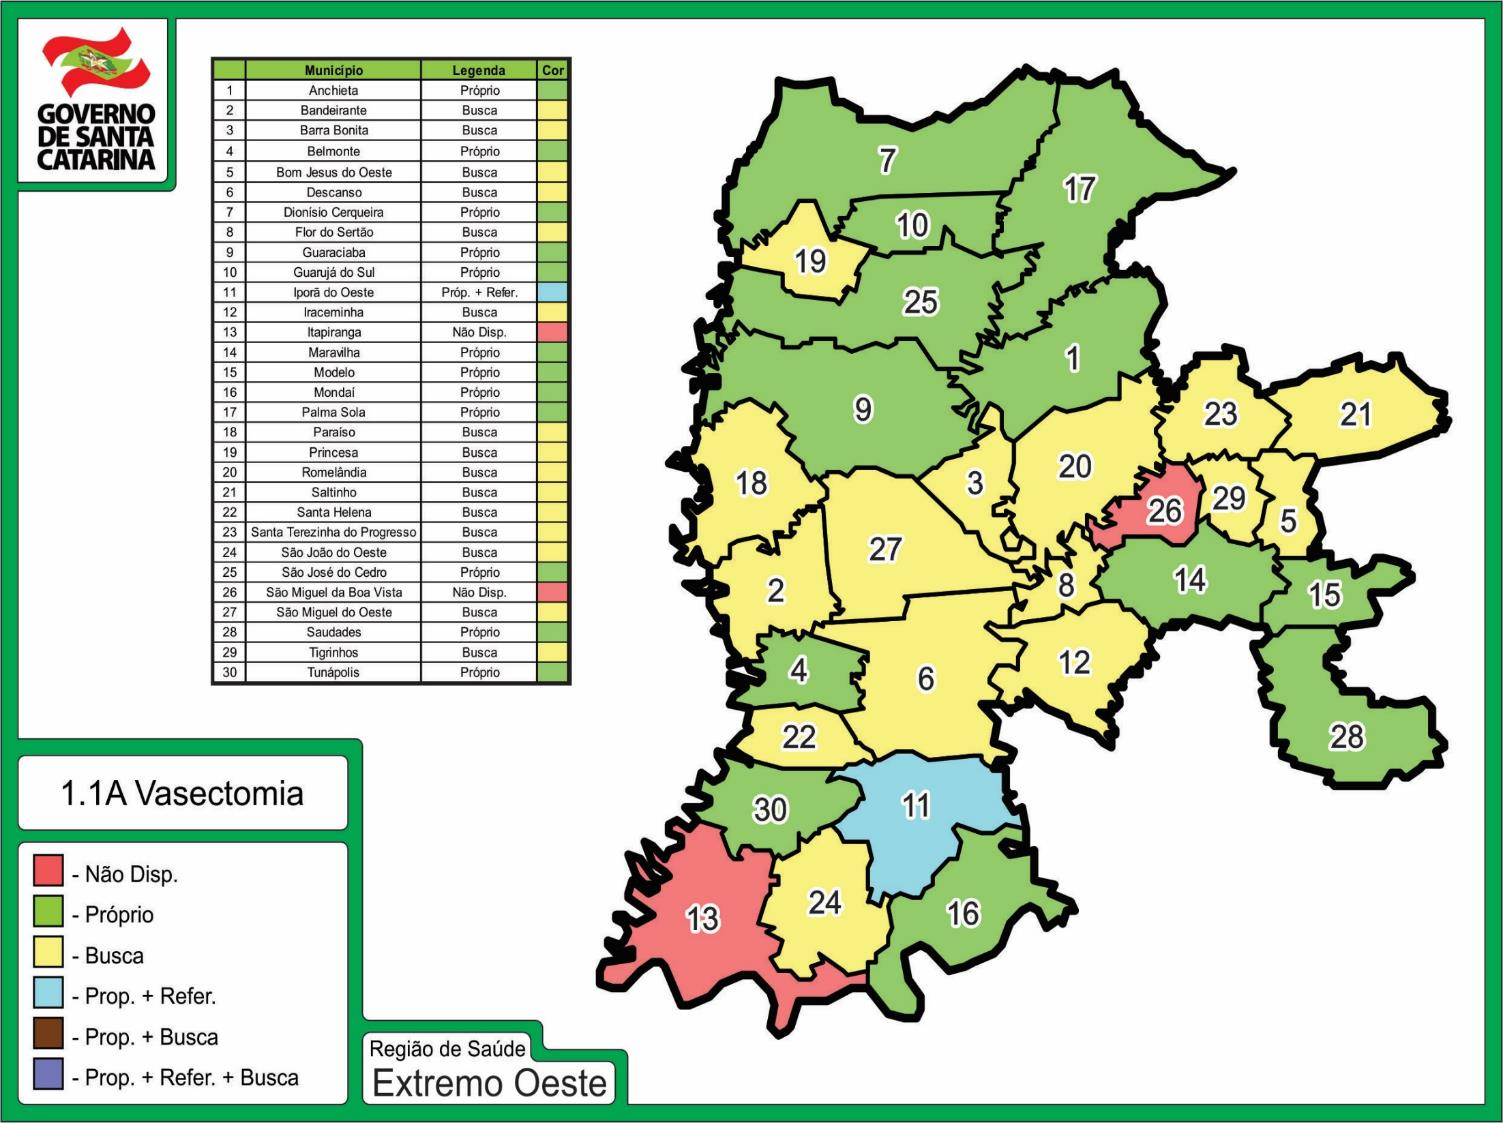 GOVERNO
DE SANTA
CATARINA
Município Legenda Cor
1 Anchieta Próprio
2 Bandeirante Busca
3 Barra Bonita Busca
4 Belmonte Próprio
5 Bom Jesus do Oeste Busca
6 Descanso Busca
7 Dionísio Cerqueira Próprio
8 Flor do Sertão Busca
9 Guaraciaba Próprio
10 Guarujá do Sul Próprio
11 Iporã do Oeste Próp. + Refer.
12 Iraceminha Busca
13 Itapiranga Não Disp.
14 Maravilha Próprio
15 Modelo Próprio
16 Mondaí Próprio
17 Palma Sola Próprio
18 Paraíso Busca
19 Princesa Busca
20 Romelândia Busca
21 Saltinho Busca
22 Santa Helena Busca
23 Santa Terezinha do Progresso Busca
24 São João do Oeste Busca
25 São José do Cedro Próprio
26 São Miguel da Boa Vista Não Disp.
27 São Miguel do Oeste Busca
28 Saudades Próprio
29 Tigrinhos Busca
30 Tunápolis Próprio
7
17
10
19
25
1
9
23
21
20
18
3
29
26
5
27
14
8
2
15
12
4
6
22
28
11
30
24
16
13
1.1A Vasectomia
- Não Disp.
- Próprio
- Busca
- Prop. + Refer.
- Prop. + Busca
- Prop. + Refer. + Busca
Região de Saúde
Extremo Oeste